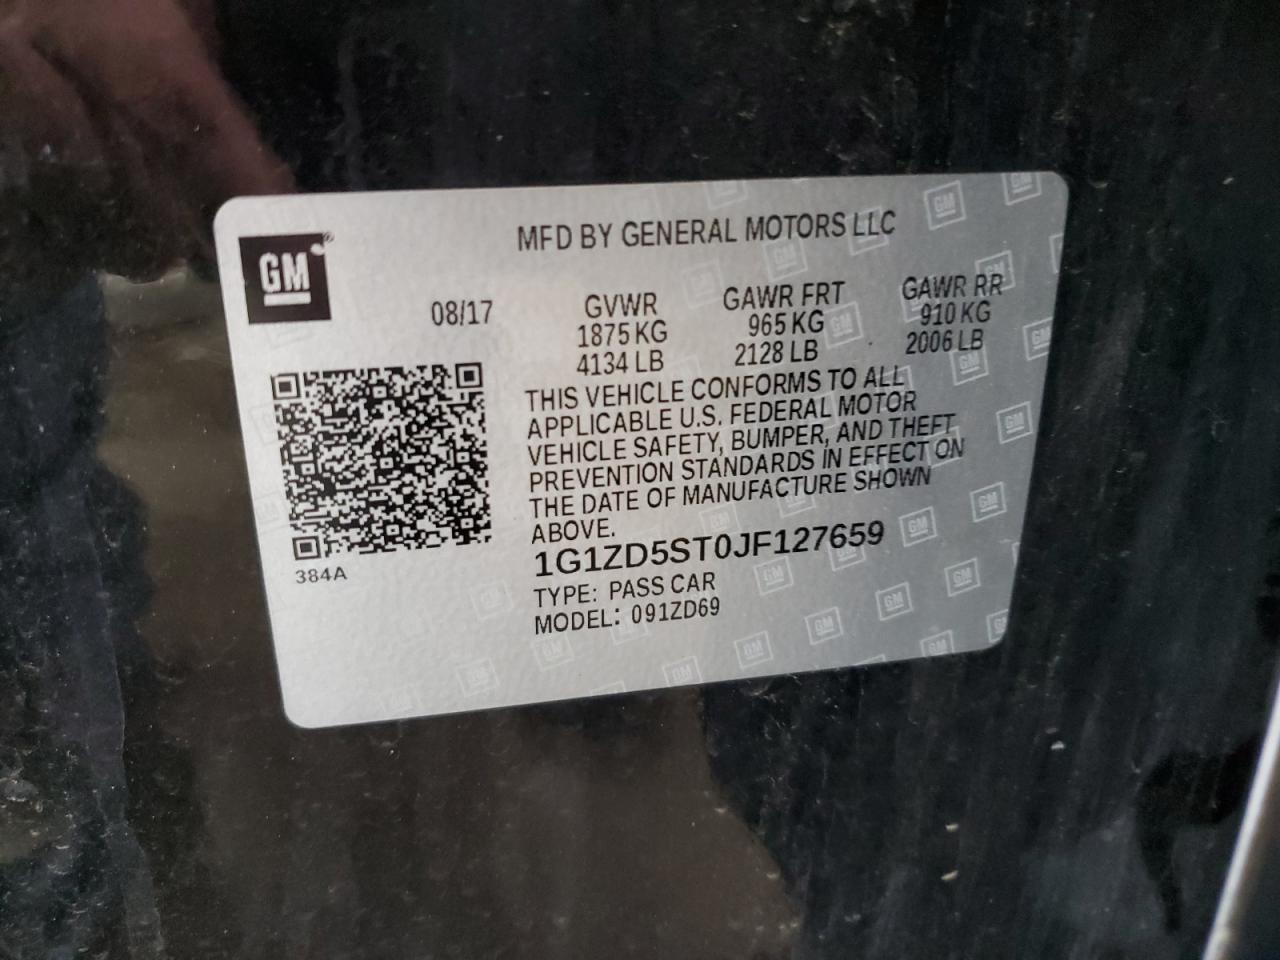 GM
MFD BY GENERAL MOTORS LLC
08/17
GVWR
1875 KG
4134 LB
GAWR FRT
965 KG
2128 LB
GAWR RR
910 KG
2006 LB
THIS VEHICLE CONFORMS TO ALL
APPLICABLE U.S. FEDERAL MOTOR
VEHICLE SAFETY, BUMPER, AND THEFT
PREVENTION STANDARDS IN EFFECT ON
THE DATE OF MANUFACTURE SHOWN
ABOVE.
1G1ZD5ST0JF127659
TYPE: PASS CAR
MODEL: 091ZD69
384A